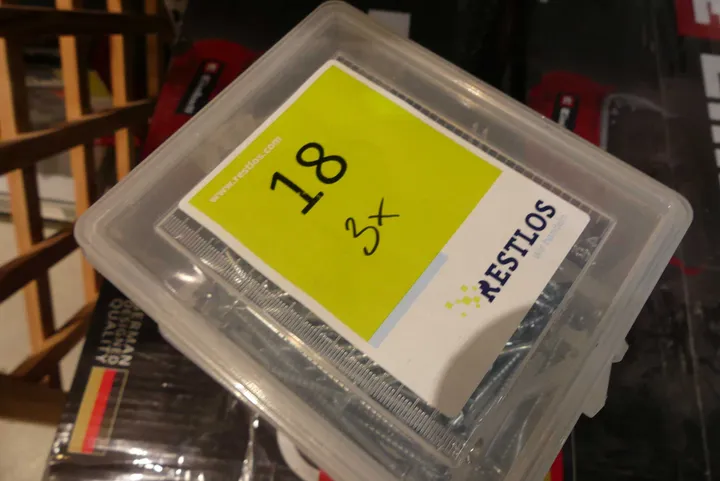 www.restlos.com
18
3x
RESTLOS
GERMAN
QUALITY